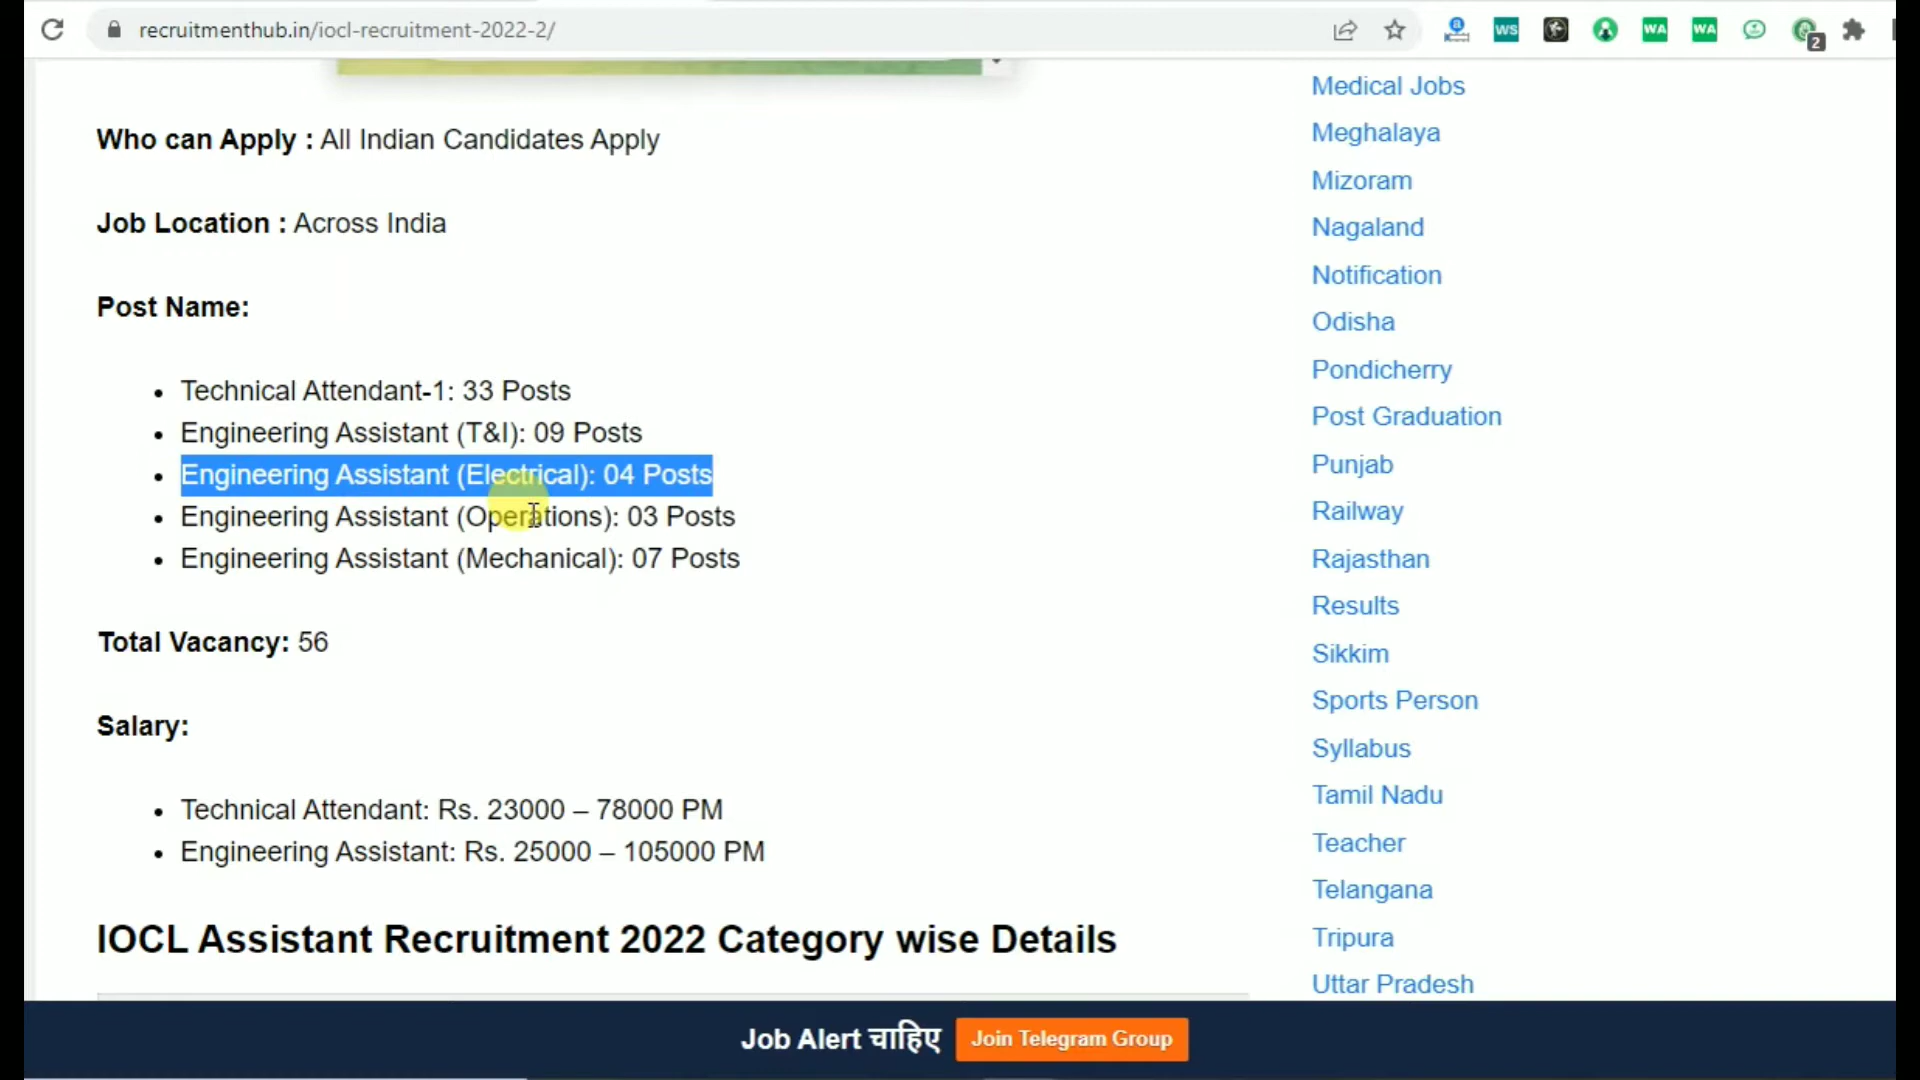 recruitmenthub.in/iocl-recruitment-2022-2/
WS
WA
WA
2
Who can Apply : All Indian Candidates Apply
Job Location : Across India
Post Name:
Technical Attendant-1: 33 Posts
Engineering Assistant (T&I): 09 Posts
Engineering Assistant (Electrical): 04 Posts
Engineering Assistant (Operations): 03 Posts
Engineering Assistant (Mechanical): 07 Posts
Total Vacancy: 56
Salary:
Technical Attendant: Rs. 23000 – 78000 PM
Engineering Assistant: Rs. 25000 – 105000 PM
IOCL Assistant Recruitment 2022 Category wise Details
Medical Jobs
Meghalaya
Mizoram
Nagaland
Notification
Odisha
Pondicherry
Post Graduation
Punjab
Railway
Rajasthan
Results
Sikkim
Sports Person
Syllabus
Tamil Nadu
Teacher
Telangana
Tripura
Uttar Pradesh
Job Alert चाहिए
Join Telegram Group